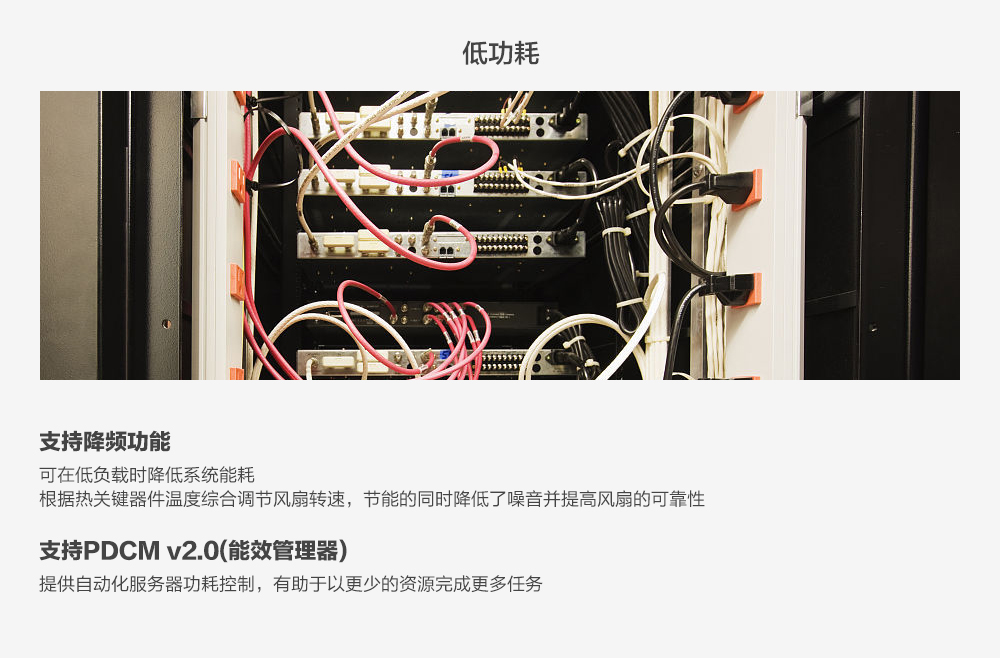 低功耗
支持降频功能
可在低负载时降低系统能耗
根据热关键器件温度综合调节风扇转速，节能的同时降低了噪音并提高风扇的可靠性
支持PDCM v2.0(能效管理器)
提供自动化服务器功耗控制，有助于以更少的资源完成更多任务